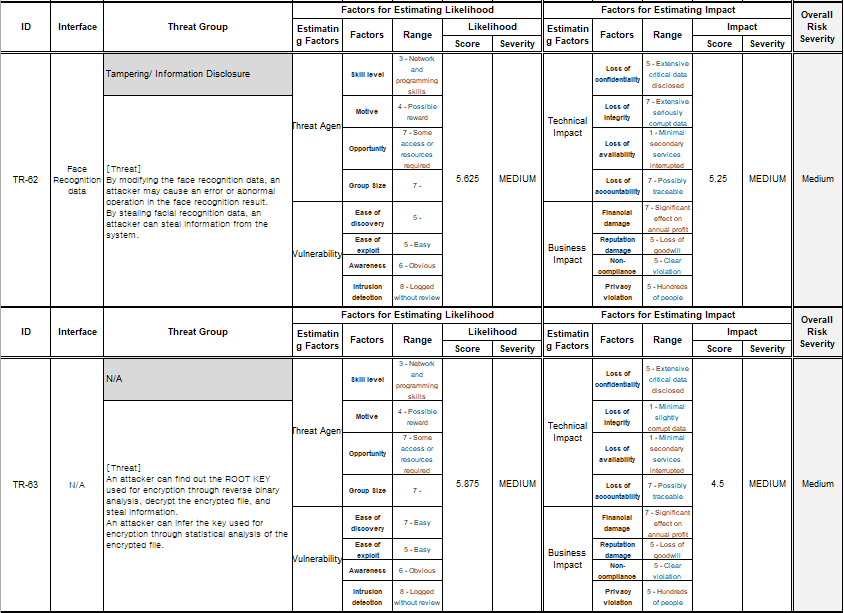 ID
Interface
Threat Group
Factors for Estimating Likelihood
Factors for Estimating Impact
Overall
Risk
Severity
Estimatin
g Factors
Factors
Range
Likelihood
Score
Severity
Estimatin
g Factors
Factors
Range
Impact
Score
Severity
TR-62
Face
Recognition
data
Tampering/ Information Disclosure
[Threat]
By modifying the face recognition data, an
attacker may cause an error or abnormal
operation in the face recognition result.
By stealing facial recognition data, an
attacker can steal information from the
system.
Threat Agen
Skill level
3 - Network
and
programming
skills
Motive
4 - Possible
reward
Opportunity
7 - Some
access or
resources
required
Group Size
7 -
Vulnerability
Ease of
discovery
5 -
Ease of
exploit
5 - Easy
Awareness
6 - Obvious
Intrusion
detection
8 - Logged
without review
5.625
MEDIUM
Technical
Impact
Loss of
confidentiality
5 - Extensive
critical data
disclosed
Loss of
integrity
7 - Extensive
seriously
corrupt data
Loss of
availability
1 - Minimal
secondary
services
interrupted
Loss of
accountability
7 - Possibly
traceable
Business
Impact
Financial
damage
7 - Significant
effect on
annual profit
Reputation
damage
5 - Loss of
goodwill
Non-
compliance
5 - Clear
violation
Privacy
violation
5 - Hundreds
of people
5.25
MEDIUM
Medium
ID
Interface
Threat Group
Factors for Estimating Likelihood
Factors for Estimating Impact
Overall
Risk
Severity
Estimatin
g Factors
Factors
Range
Likelihood
Score
Severity
Estimatin
g Factors
Factors
Range
Impact
Score
Severity
TR-63
N/A
N/A
[Threat]
An attacker can find out the ROOT KEY
used for encryption through reverse binary
analysis, decrypt the encrypted file, and
steal information.
An attacker can infer the key used for
encryption through statistical analysis of the
encrypted file.
Threat Agen
Skill level
3 - Network
and
programming
skills
Motive
4 - Possible
reward
Opportunity
7 - Some
access or
resources
required
Group Size
7 -
Vulnerability
Ease of
discovery
7 - Easy
Ease of
exploit
5 - Easy
Awareness
6 - Obvious
Intrusion
detection
8 - Logged
without review
5.875
MEDIUM
Technical
Impact
Loss of
confidentiality
5 - Extensive
critical data
disclosed
Loss of
integrity
1 - Minimal
slightly
corrupt data
Loss of
availability
1 - Minimal
secondary
services
interrupted
Loss of
accountability
7 - Possibly
traceable
Business
Impact
Financial
damage
7 - Significant
effect on
annual profit
Reputation
damage
5 - Loss of
goodwill
Non-
compliance
5 - Clear
violation
Privacy
violation
5 - Hundreds
of people
4.5
MEDIUM
Medium